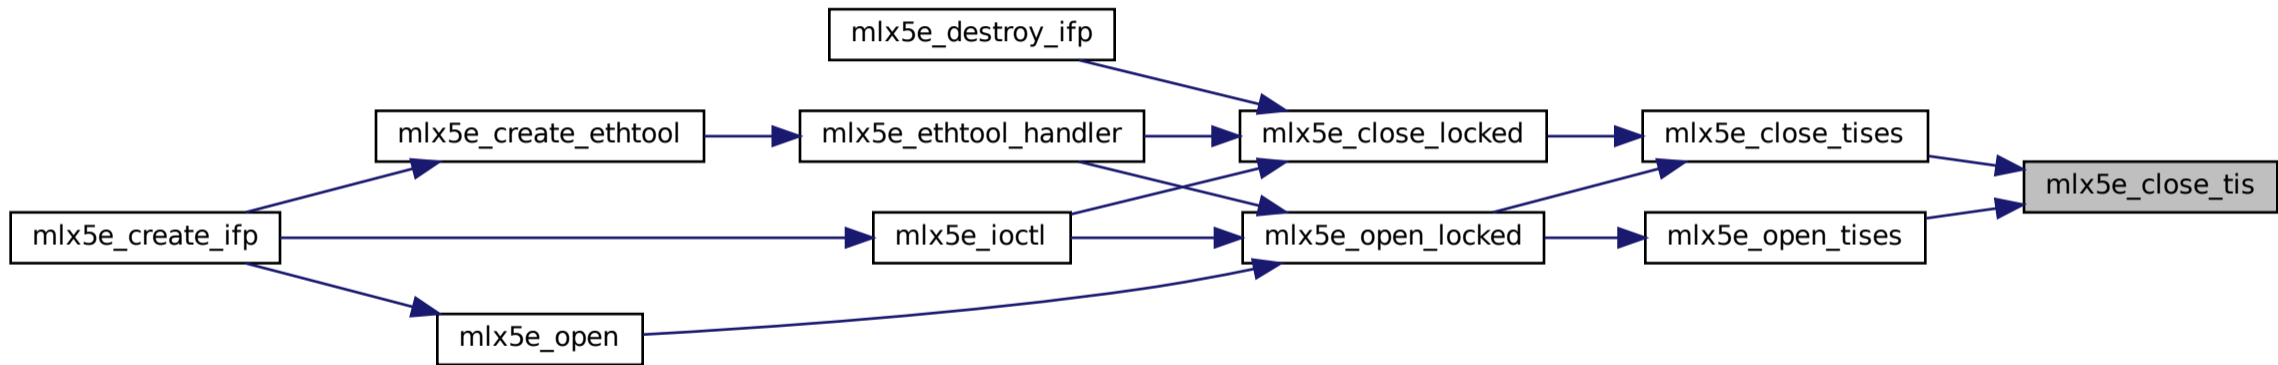 mlx5e_destroy_ifp
mlx5e_create_ethtool
mlx5e_ethtool_handler
mlx5e_close_locked
mlx5e_close_tises
mlx5e_close_tis
mlx5e_create_ifp
mlx5e_ioctl
mlx5e_open_locked
mlx5e_open_tises
mlx5e_open